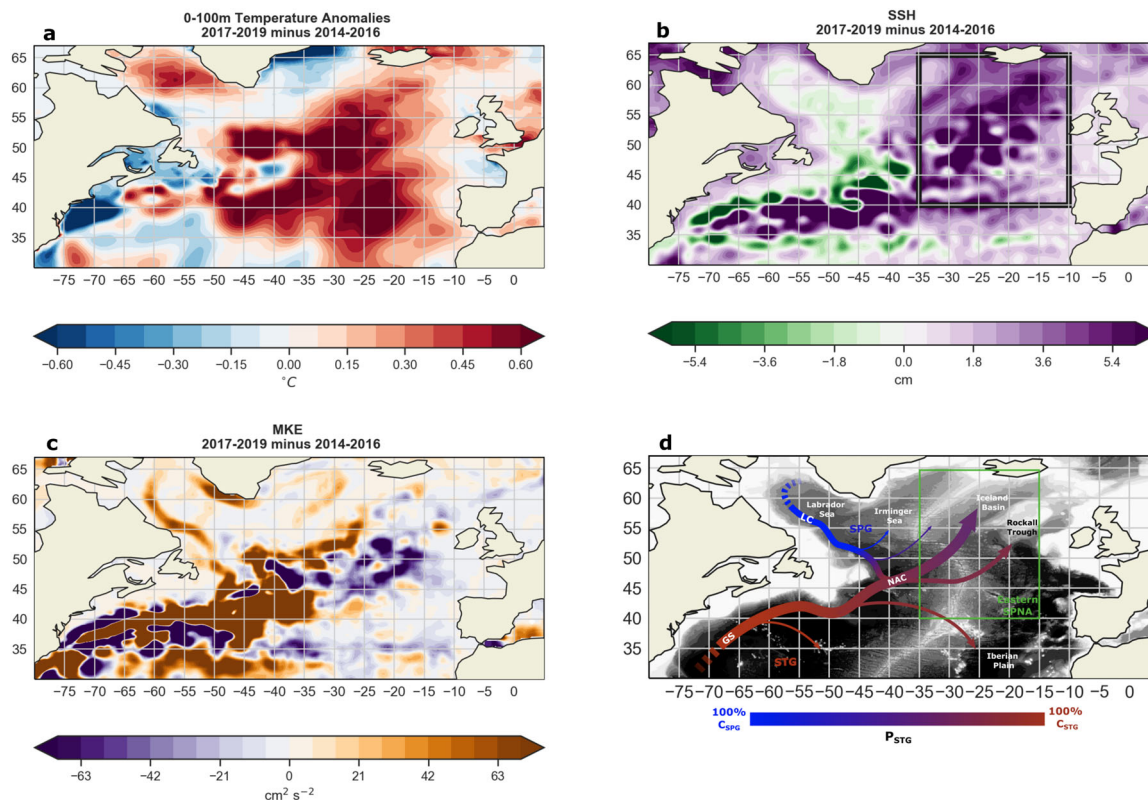 a
0-100m Temperature Anomalies
2017-2019 minus 2014-2016
65
60
55
50
45
40
35
−75 −70 −65 −60 −55 −50 −45 −40 −35 −30 −25 −20 −15 −10 −5 0
−0.60 −0.45 −0.30 −0.15 0.00 0.15 0.30 0.45 0.60
°C
b
SSH
2017-2019 minus 2014-2016
65
60
55
50
45
40
35
30
−75 −70 −65 −60 −55 −50 −45 −40 −35 −30 −25 −20 −15 −10 −5 0
−5.4 −3.6 −1.8 0.0 1.8 3.6 5.4
cm
c
MKE
2017-2019 minus 2014-2016
65
60
55
50
45
40
35
30
−75 −70 −65 −60 −55 −50 −45 −40 −35 −30 −25 −20 −15 −10 −5 0
−63 −42 −21 0 21 42 63
cm² s⁻²
d
65
60
55
50
45
40
35
30
LC
Labrador
Sea
SPG
Irminger
Sea
Iceland
Basin
Rockall
Trough
NAC
Eastern
SPNA
GS
STG
Iberian
Plain
−75 −70 −65 −60 −55 −50 −45 −40 −35 −30 −25 −20 −15 −10 −5 0
100%
C_SPG
100%
C_STG
P_STG